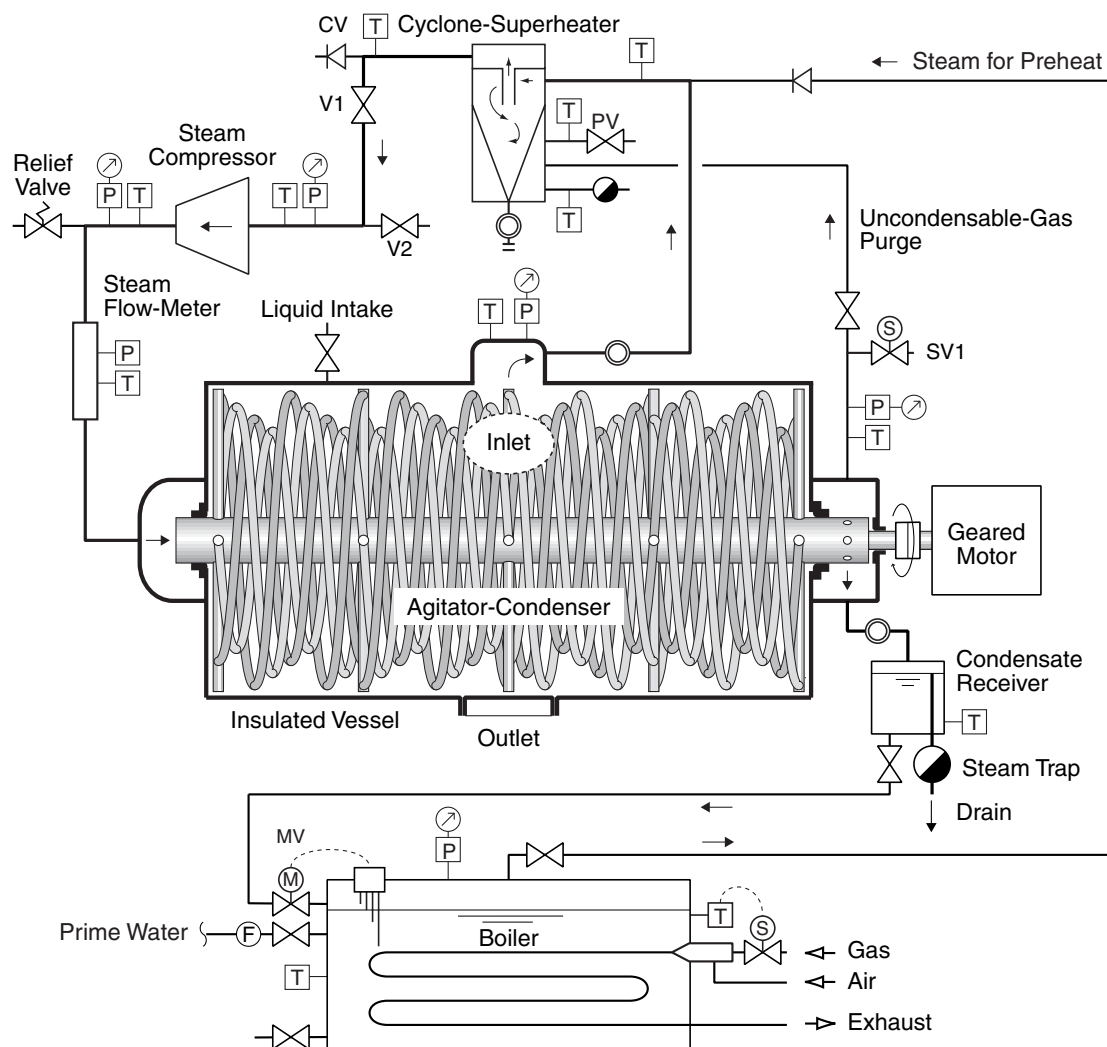 CV
T
Cyclone-Superheater
T
Steam for Preheat
V1
T
PV
Steam
Compressor
Relief
Valve
P
T
T
P
T
V2
Uncondensable-Gas
Purge
Steam
Flow-Meter
Liquid Intake
T
P
S
SV1
P
T
P
T
Inlet
Geared
Motor
Agitator-Condenser
Condensate
Receiver
T
Insulated Vessel
Outlet
Steam Trap
Drain
MV
P
M
T
S
Prime Water
F
Boiler
Gas
T
Air
Exhaust